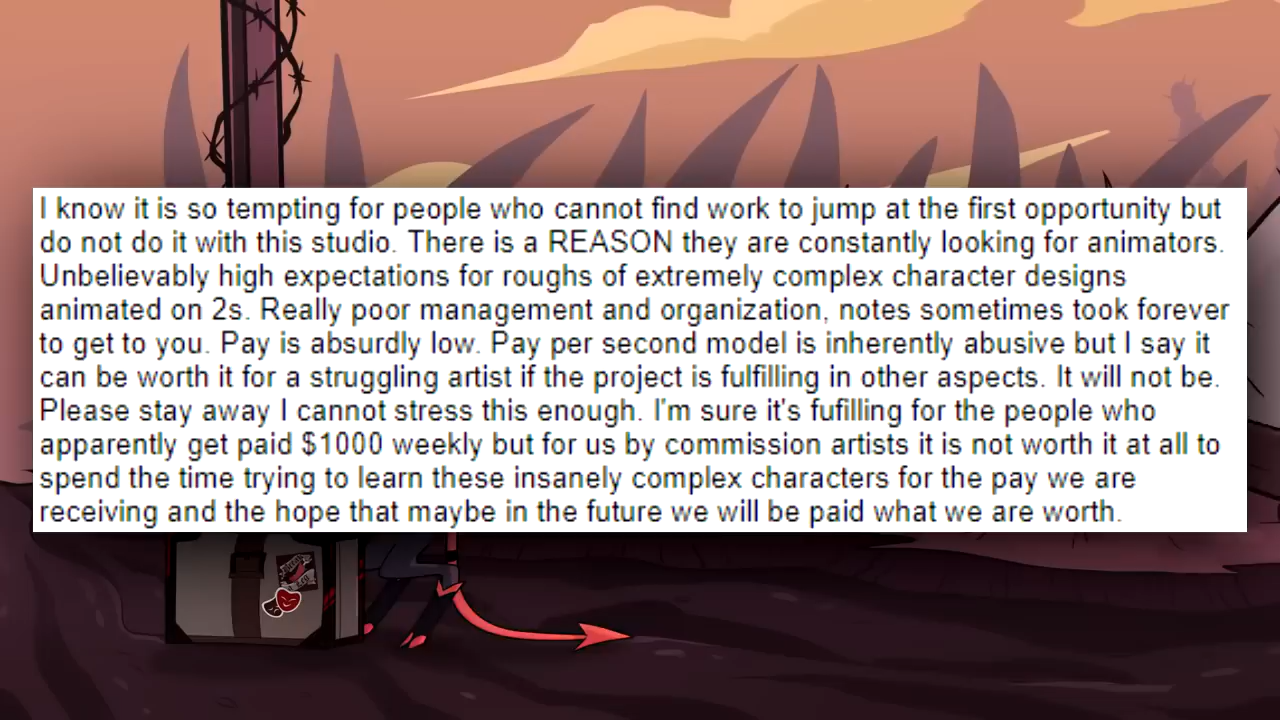 I know it is so tempting for people who cannot find work to jump at the first opportunity but
do not do it with this studio. There is a REASON they are constantly looking for animators.
Unbelievably high expectations for roughs of extremely complex character designs
animated on 2s. Really poor management and organization, notes sometimes took forever
to get to you. Pay is absurdly low. Pay per second model is inherently abusive but I say it
can be worth it for a struggling artist if the project is fulfilling in other aspects. It will not be.
Please stay away I cannot stress this enough. I'm sure it's fufilling for the people who
apparently get paid $1000 weekly but for us by commission artists it is not worth it at all to
spend the time trying to learn these insanely complex characters for the pay we are
receiving and the hope that maybe in the future we will be paid what we are worth.